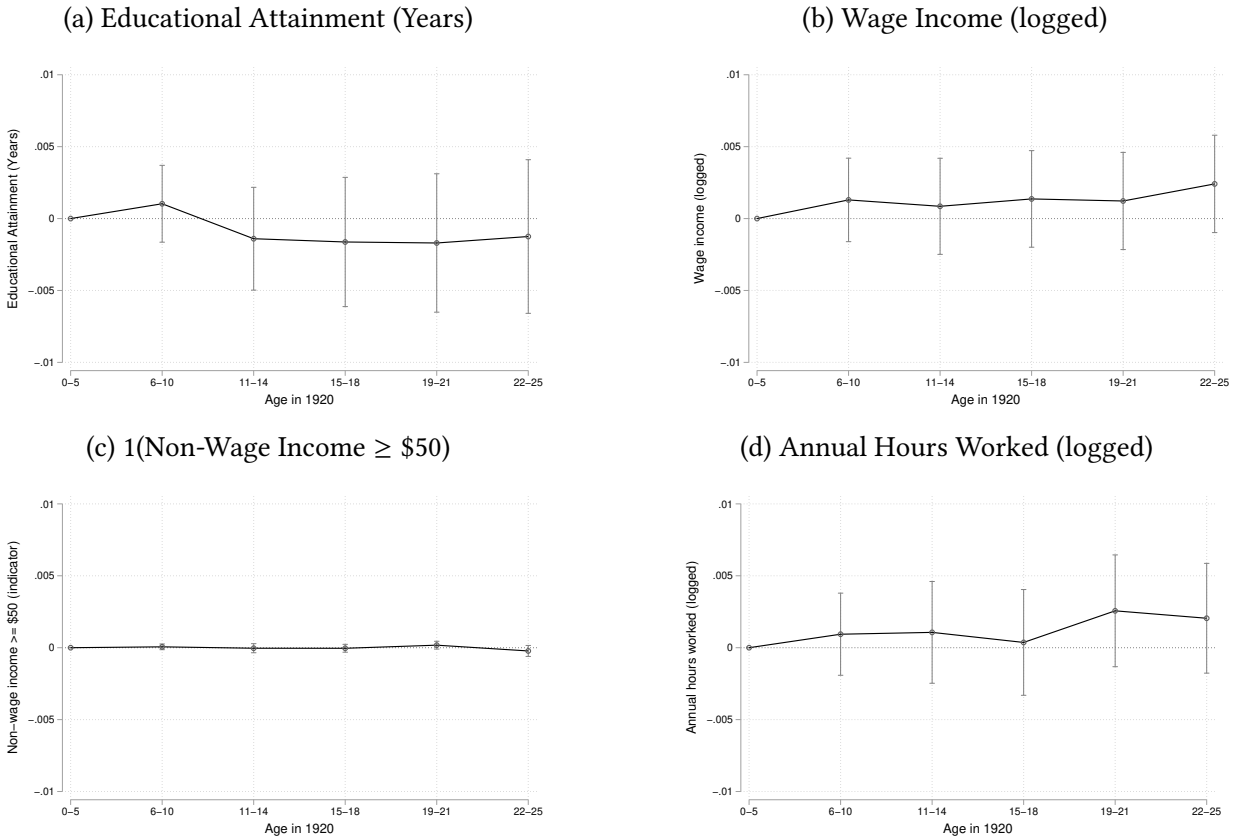 (a) Educational Attainment (Years)
.01
.005
0
−.005
−.01
Educational Attainment (Years)
0−5 6−10 11−14 15−18 19−21 22−25
Age in 1920
(b) Wage Income (logged)
.01
.005
0
−.005
−.01
Wage income (logged)
0−5 6−10 11−14 15−18 19−21 22−25
Age in 1920
(c) 1(Non-Wage Income ≥ $50)
.01
.005
0
−.005
−.01
Non−wage income >= $50 (indicator)
0−5 6−10 11−14 15−18 19−21 22−25
Age in 1920
(d) Annual Hours Worked (logged)
.01
.005
0
−.005
−.01
Annual hours worked (logged)
0−5 6−10 11−14 15−18 19−21 22−25
Age in 1920